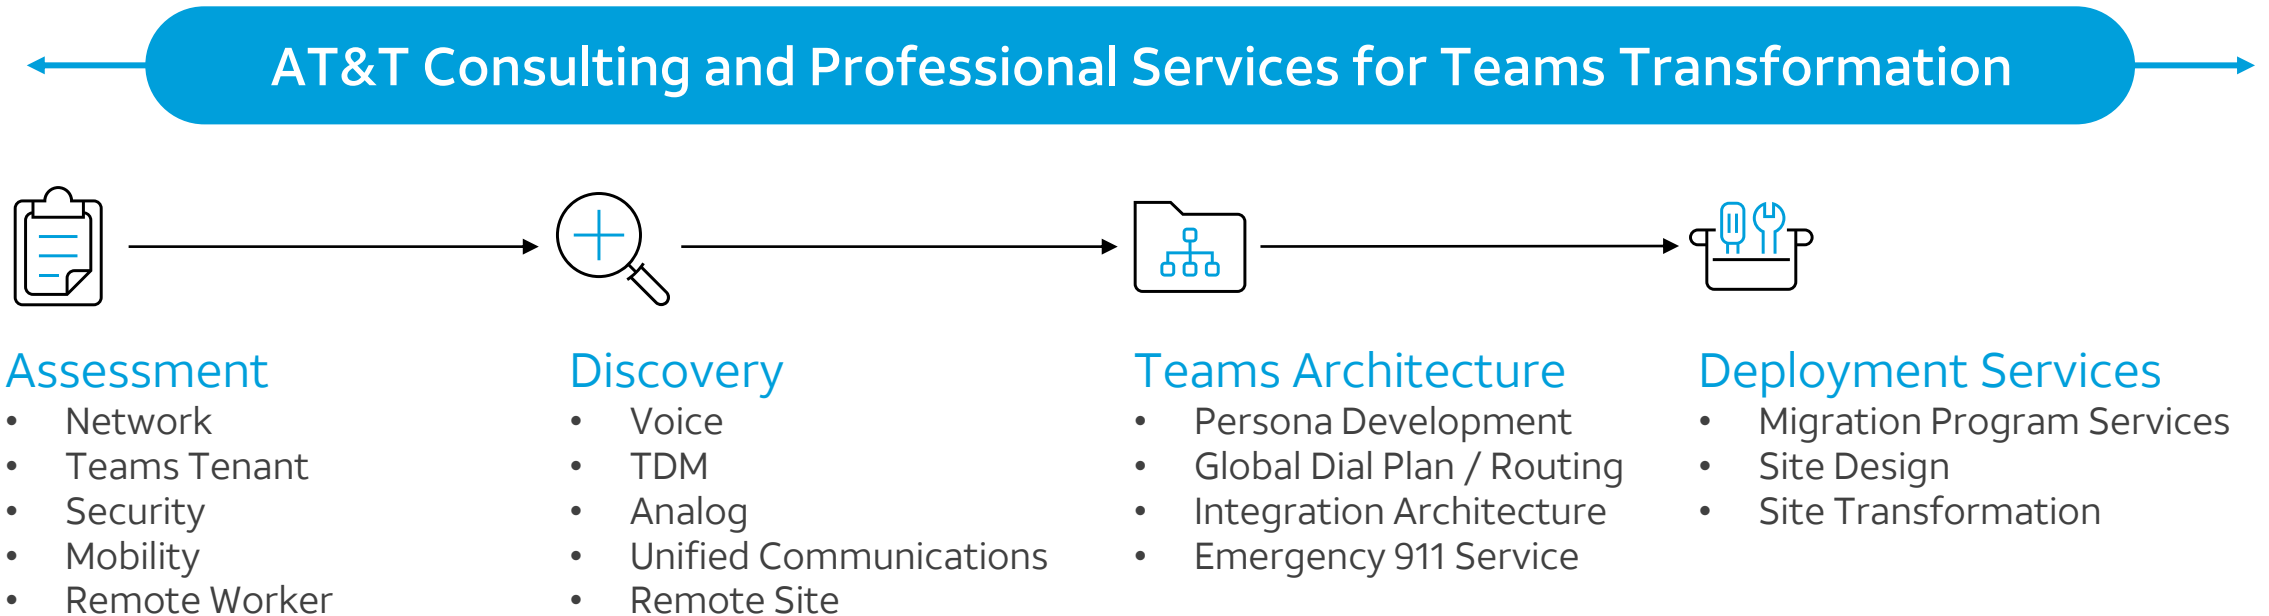 AT&T Consulting and Professional Services for Teams Transformation
Assessment
• Network
• Teams Tenant
• Security
• Mobility
• Remote Worker
Discovery
• Voice
• TDM
• Analog
• Unified Communications
• Remote Site
Teams Architecture
• Persona Development
• Global Dial Plan / Routing
• Integration Architecture
• Emergency 911 Service
Deployment Services
• Migration Program Services
• Site Design
• Site Transformation